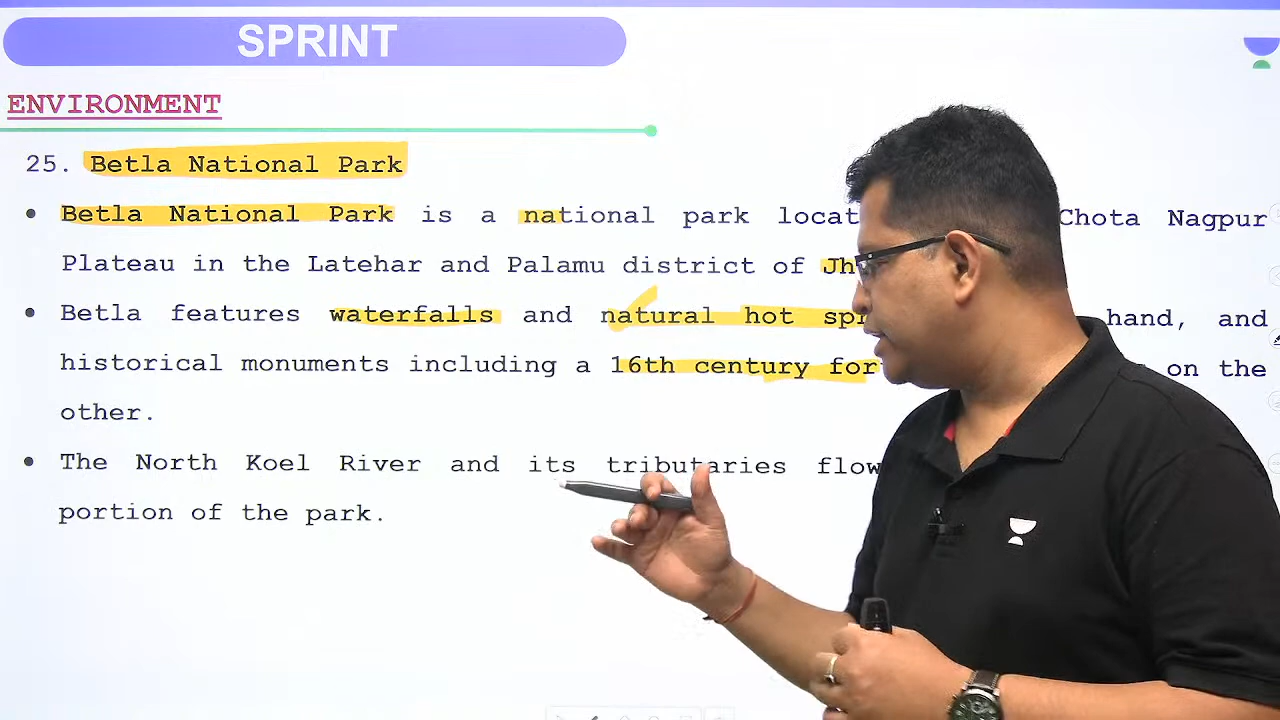 SPRINT
ENVIRONMENT
25. Betla National Park
• Betla National Park is a national park Chota Nagpur
Plateau in the Latehar and Palamu district of
• Betla features waterfalls and natural hot hand, and
historical monuments including a 16th century on the
other.
• The North Koel River and its tributaries
portion of the park.